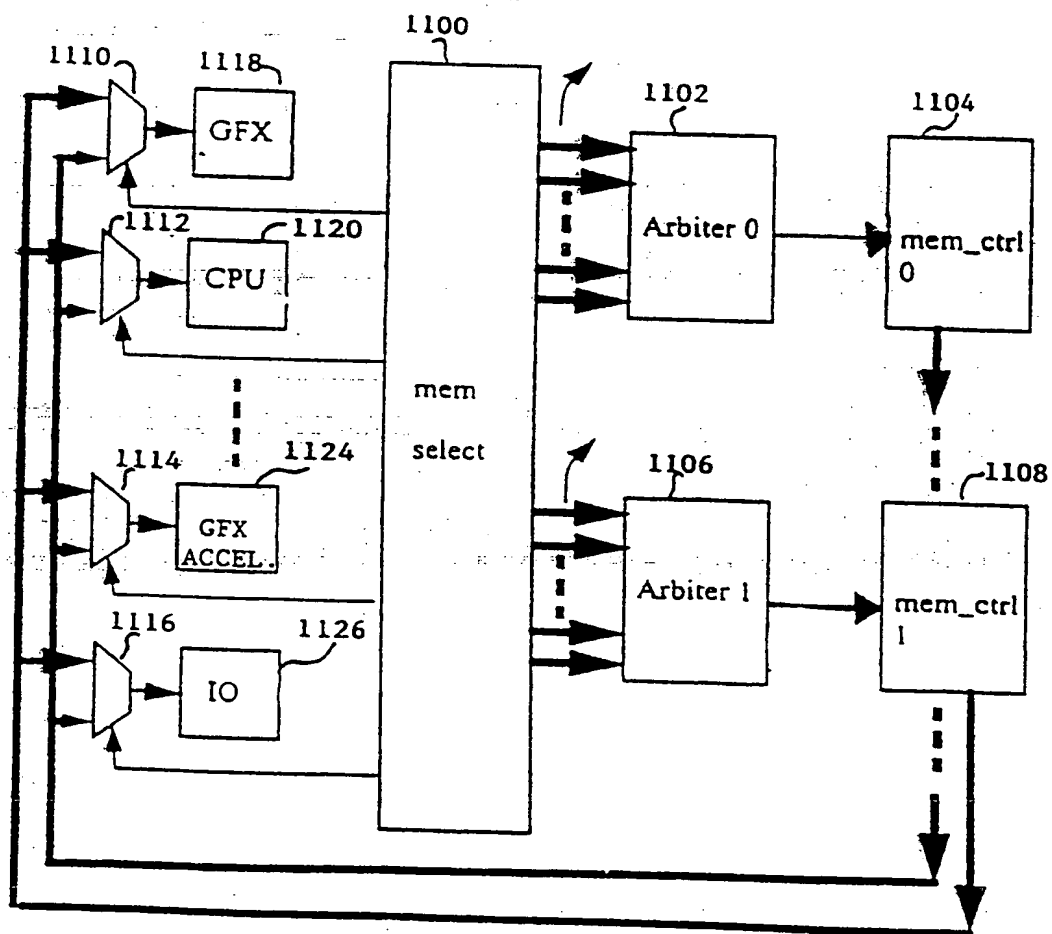 1100
1110
1118
GFX
1102
1104
Arbiter 0
mem_ctrl
0
1112
1120
CPU
mem
select
1114
1124
GFX
ACCEL.
1106
1108
Arbiter 1
mem_ctrl
1
1116
1126
IO